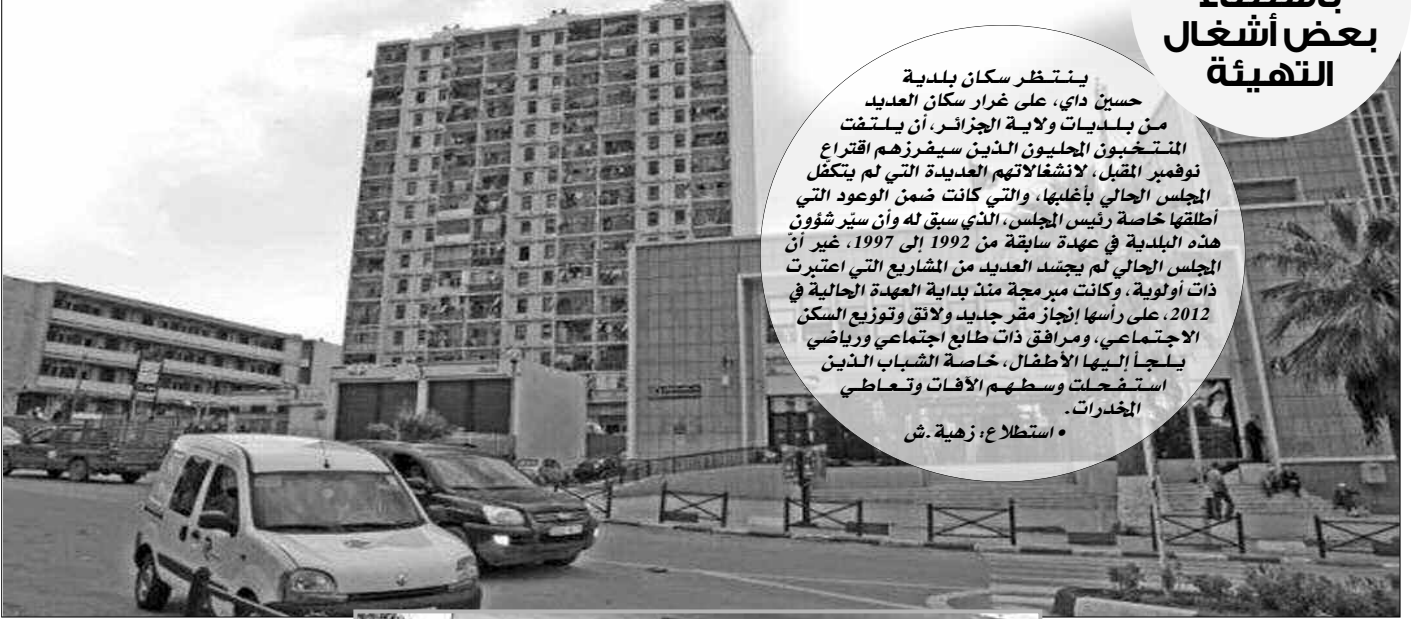 باستثناء
بعض أشغال
التهيئة
ينتظر سكان بلدية
حسين داي، على غرار سكان العديد
من بلديات ولاية الجزائر، أن يلتفت
المنتخبون المحليون الذين سيفرزهم اقتراع
نوفمبر المقبل، لانشغالاتهم العديدة التي لم يتكفّل
المجلس الحالي بأغلبها، والتي كانت ضمن الوعود التي
أطلقها خاصة رئيس المجلس، الذي سبق له وأن سيّر شؤون
هذه البلدية في عهدة سابقة من 1992 إلى 1997، غير أنّ
المجلس الحالي لم يجسّد العديد من المشاريع التي اعتبرت
ذات أولوية، وكانت مبرمجة منذ بداية العهدة الحالية في
2012، على رأسها إنجاز مقر جديد ولائق وتوزيع السكن
الاجتماعي، ومرافق ذات طابع اجتماعي ورياضي
يلجأ إليها الأطفال، خاصة الشباب الذين
استفحلت وسطهم الآفات وتعاطي
المخدرات.
• استطلاع: زهية .ش